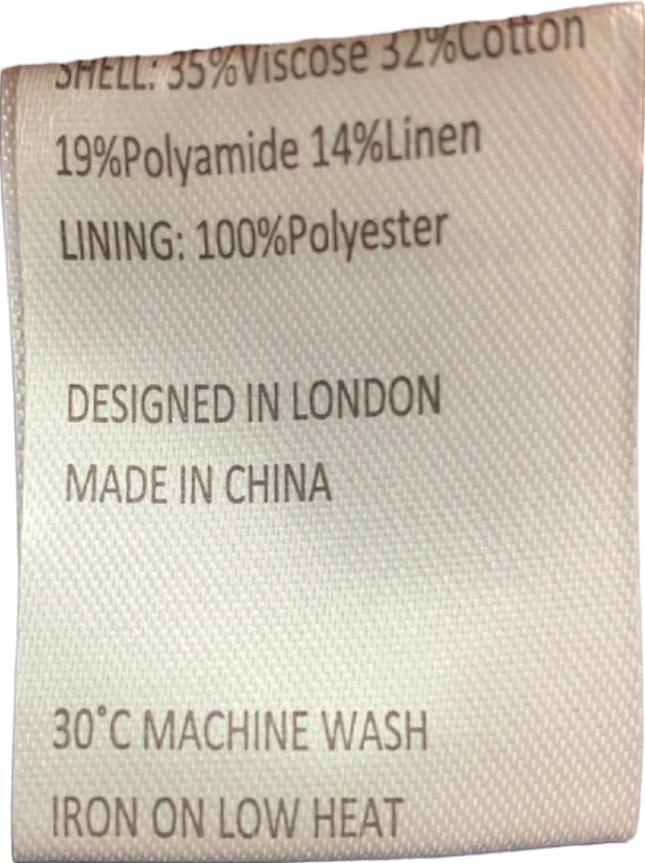 SHELL: 35%Viscose 32%Cotton
19%Polyamide 14%Linen
LINING: 100%Polyester
DESIGNED IN LONDON
MADE IN CHINA
30°C MACHINE WASH
IRON ON LOW HEAT